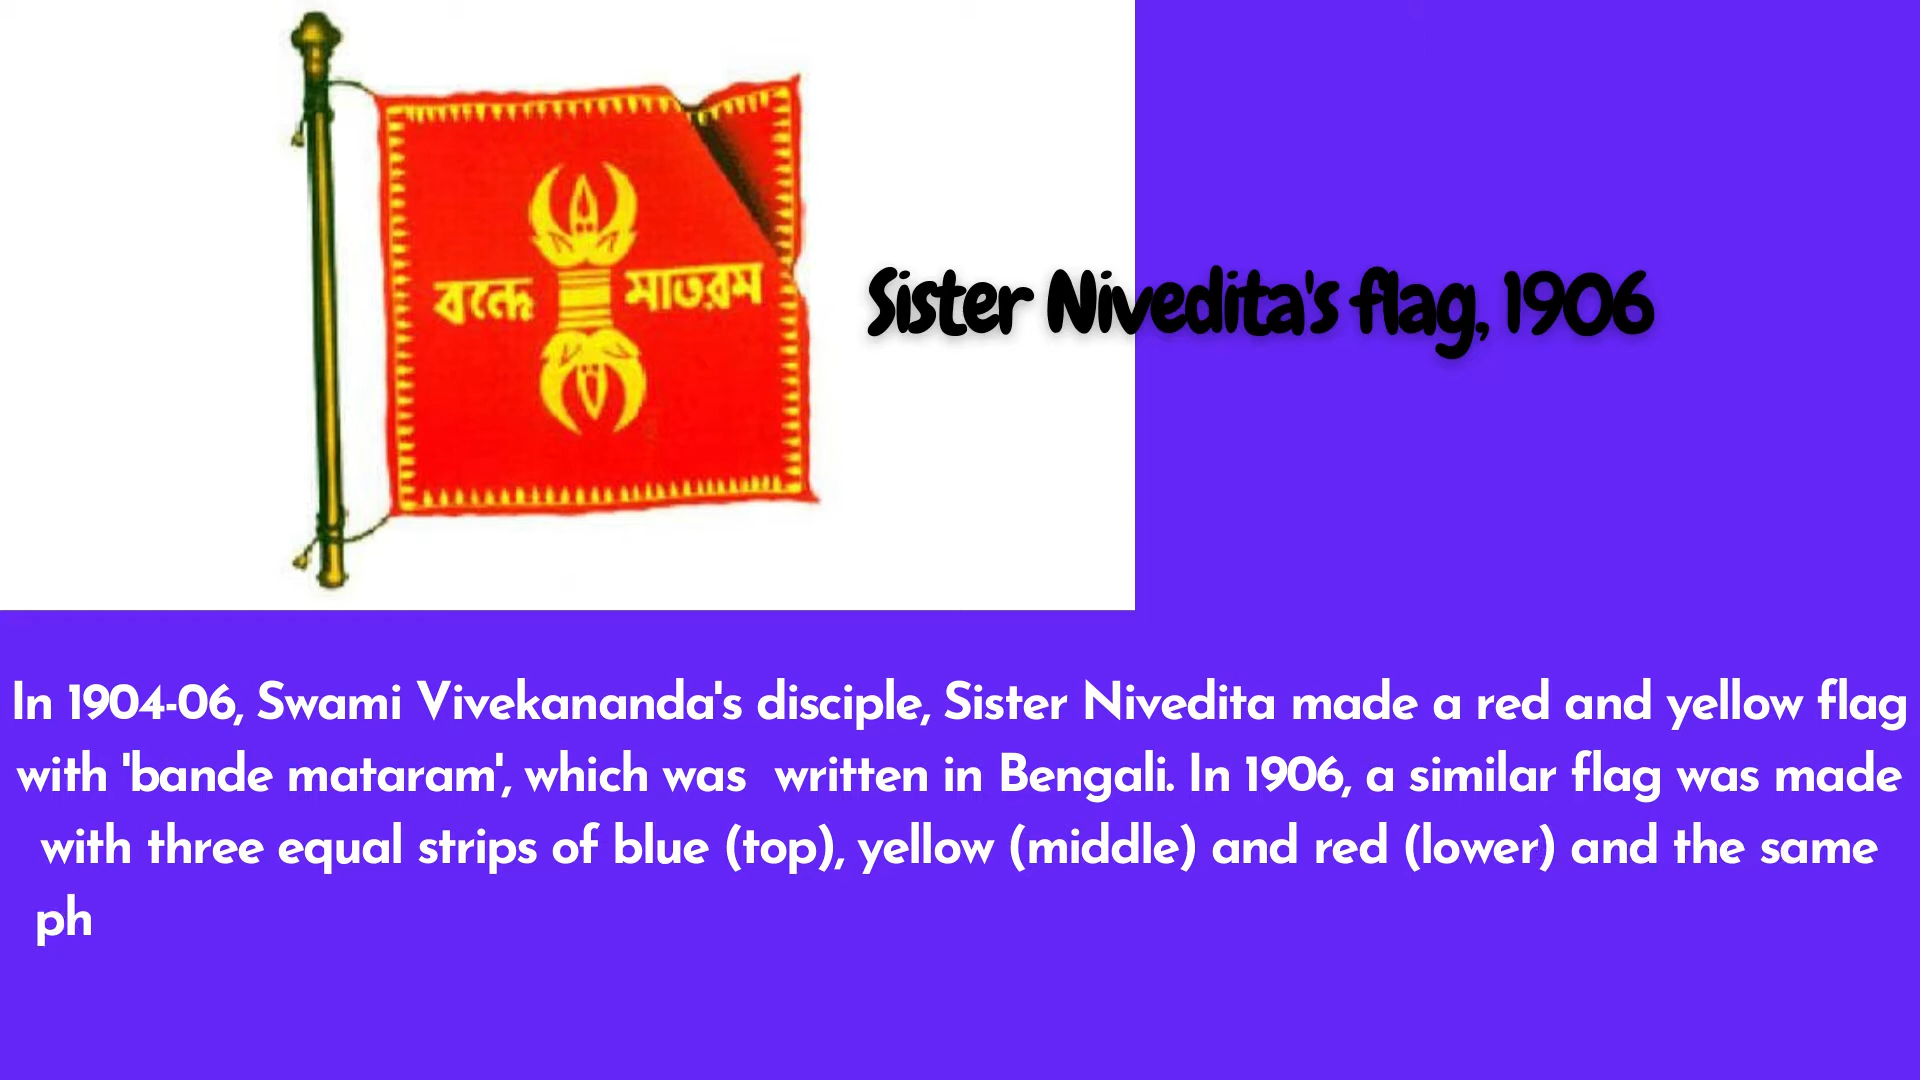 বন্দে মাতরম
Sister Nivedita's flag, 1906
In 1904-06, Swami Vivekananda's disciple, Sister Nivedita made a red and yellow flag
with 'bande mataram', which was written in Bengali. In 1906, a similar flag was made
with three equal strips of blue (top), yellow (middle) and red (lower) and the same
ph